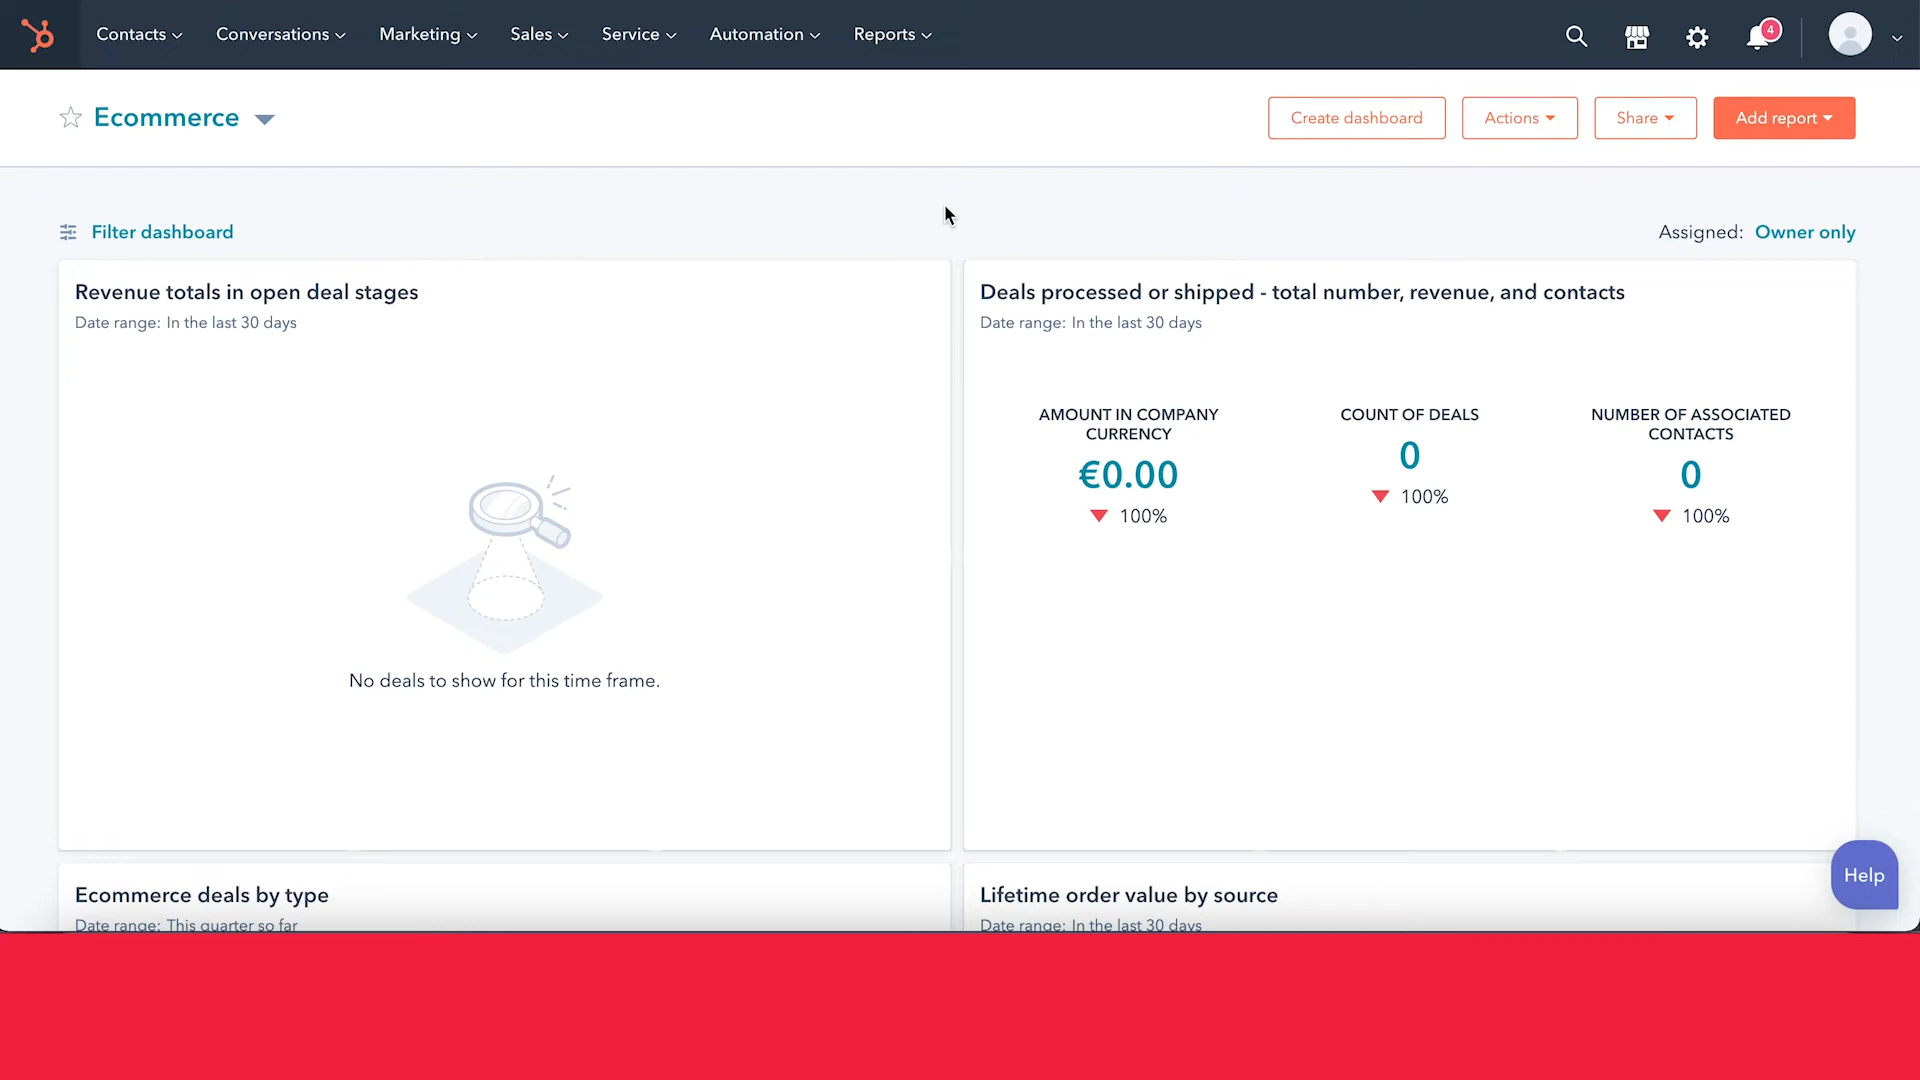 Contacts
Conversations
Marketing
Sales
Service
Automation
Reports
4
Ecommerce
Create dashboard
Actions
Share
Add report
Filter dashboard
Assigned: Owner only
Revenue totals in open deal stages
Date range: In the last 30 days
No deals to show for this time frame.
Deals processed or shipped - total number, revenue, and contacts
Date range: In the last 30 days
AMOUNT IN COMPANY
CURRENCY
€0.00
100%
COUNT OF DEALS
0
100%
NUMBER OF ASSOCIATED
CONTACTS
0
100%
Ecommerce deals by type
Date range: This quarter so far
Lifetime order value by source
Date range: In the last 30 days
Help